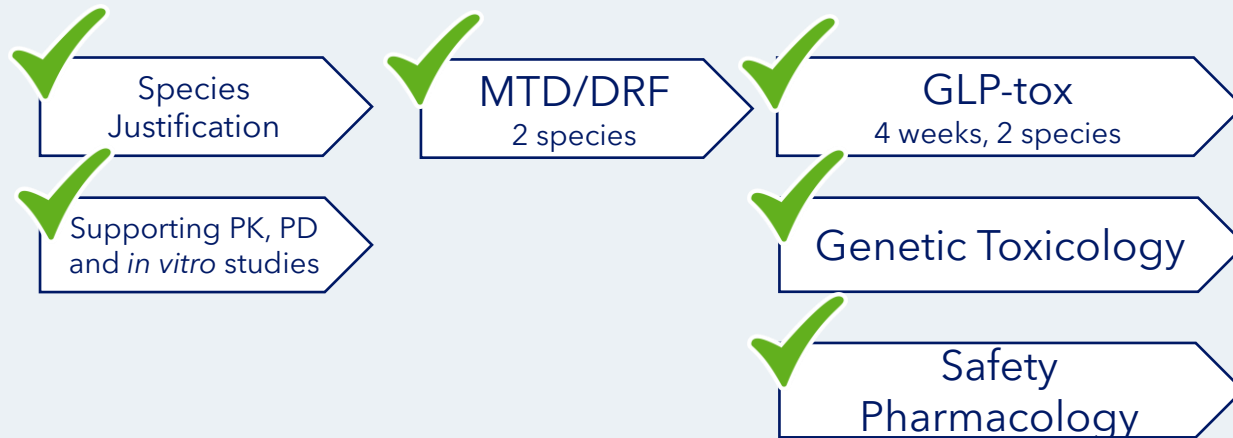 Species
Justification
MTD/DRF
2 species
GLP-tox
4 weeks, 2 species
Supporting PK, PD
and in vitro studies
Genetic Toxicology
Safety
Pharmacology